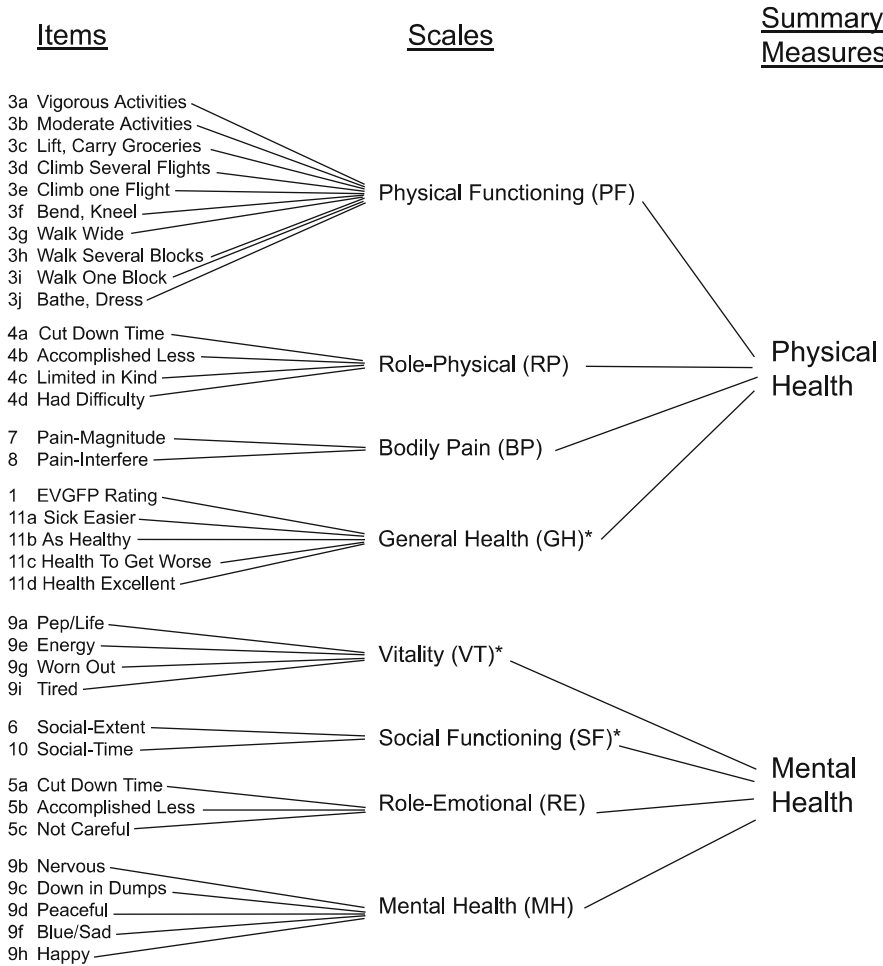 Items
Scales
Summary
Measures
3a Vigorous Activities
3b Moderate Activities
3c Lift, Carry Groceries
3d Climb Several Flights
3e Climb one Flight
3f Bend, Kneel
3g Walk Wide
3h Walk Several Blocks
3i Walk One Block
3j Bathe, Dress
Physical Functioning (PF)
4a Cut Down Time
4b Accomplished Less
4c Limited in Kind
4d Had Difficulty
Role-Physical (RP)
Physical
Health
7 Pain-Magnitude
8 Pain-Interfere
Bodily Pain (BP)
1 EVGFP Rating
11a Sick Easier
11b As Healthy
11c Health To Get Worse
11d Health Excellent
General Health (GH)*
9a Pep/Life
9e Energy
9g Worn Out
9i Tired
Vitality (VT)*
6 Social-Extent
10 Social-Time
Social Functioning (SF)*
Mental
Health
5a Cut Down Time
5b Accomplished Less
5c Not Careful
Role-Emotional (RE)
9b Nervous
9c Down in Dumps
9d Peaceful
9f Blue/Sad
9h Happy
Mental Health (MH)